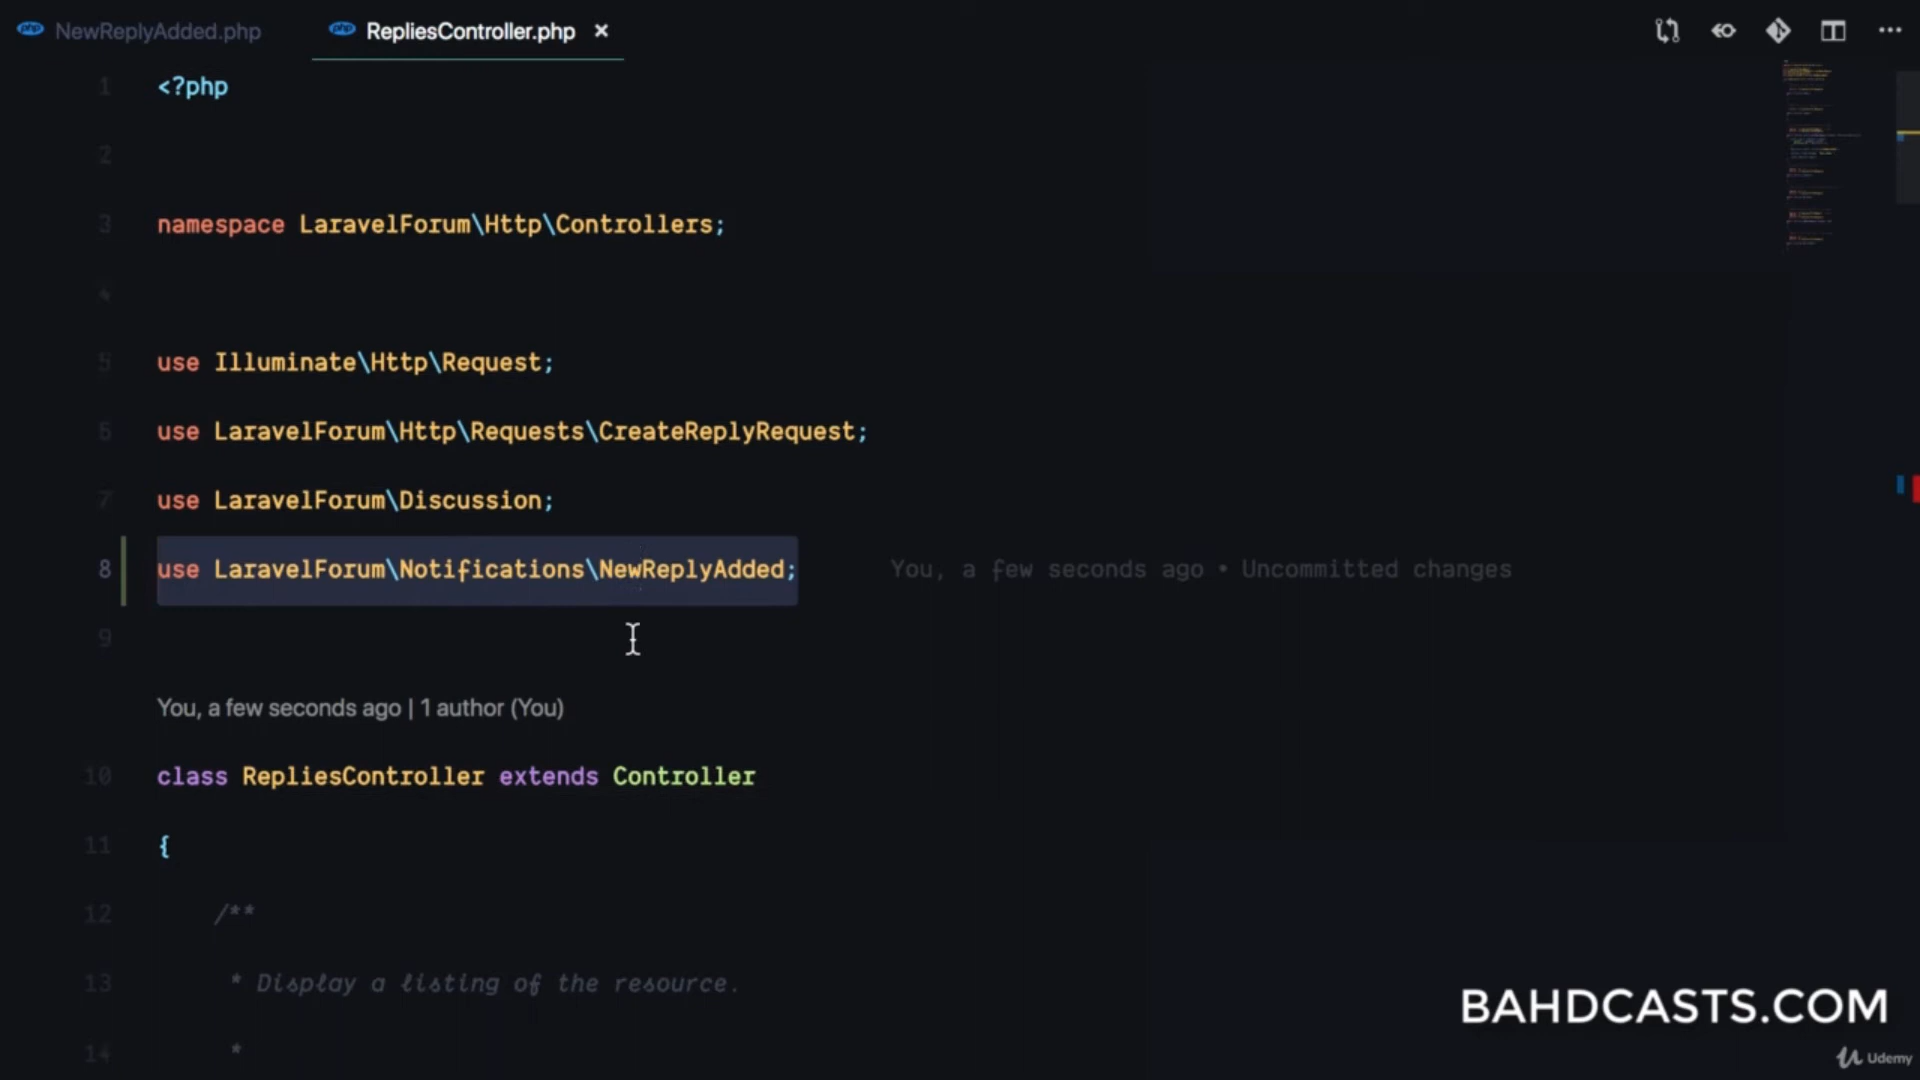 NewReplyAdded.php
RepliesController.php
1 <?php
2
3 namespace LaravelForum\Http\Controllers;
5 use Illuminate\Http\Request;
6 use LaravelForum\Http\Requests\CreateReplyRequest;
7 use LaravelForum\Discussion;
8 use LaravelForum\Notifications\NewReplyAdded; You, a few seconds ago • Uncommitted changes
9
You, a few seconds ago | 1 author (You)
10 class RepliesController extends Controller
11 {
12 /**
13 * Display a listing of the resource.
14 *
BAHDCASTS.COM
Udemy